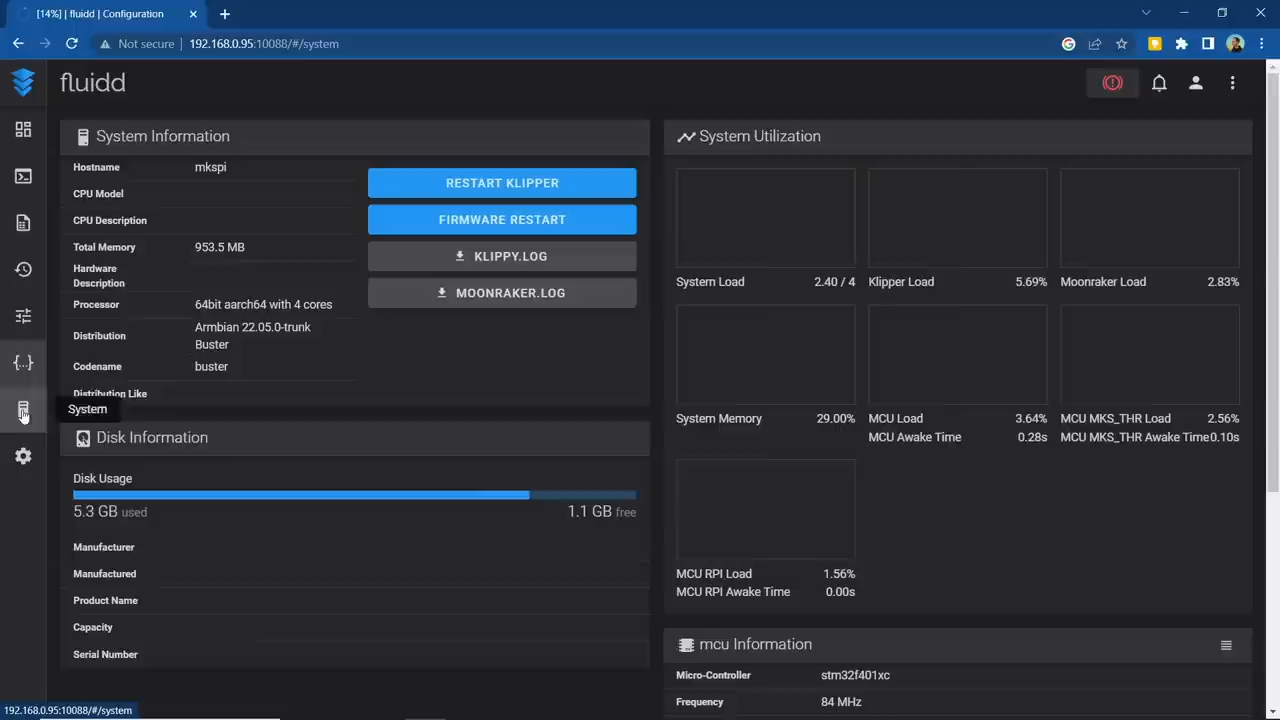 [14%] | fluidd | Configuration
Not secure
192.168.0.95:10088/#/system
fluidd
System Information
Hostname mkspi
CPU Model
CPU Description
Total Memory 953.5 MB
Hardware
Description
Processor 64bit aarch64 with 4 cores
Distribution Armbian 22.05.0-trunk
Buster
Codename buster
Distribution Like
RESTART KLIPPER
FIRMWARE RESTART
KLIPPY.LOG
MOONRAKER.LOG
System
Disk Information
Disk Usage
5.3 GB used 1.1 GB free
Manufacturer
Manufactured
Product Name
Capacity
Serial Number
System Utilization
System Load 2.40 / 4
Klipper Load 5.69%
Moonraker Load 2.83%
System Memory 29.00%
MCU Load 3.64%
MCU Awake Time 0.28s
MCU MKS_THR Load 2.56%
MCU MKS_THR Awake Time 0.10s
MCU RPI Load 1.56%
MCU RPI Awake Time 0.00s
mcu Information
Micro-Controller stm32f401xc
Frequency 84 MHz
192.168.0.95:10088/#/system